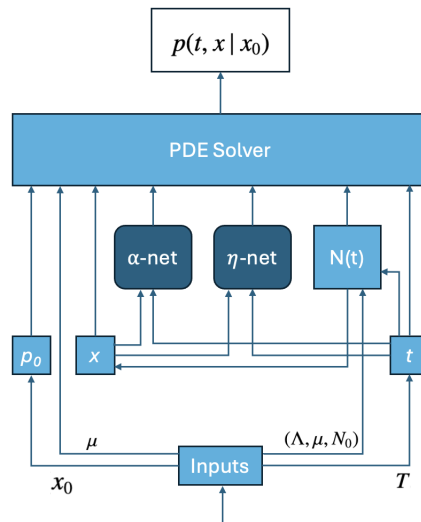 p(t, x | x₀)
PDE Solver
α-net
η-net
N(t)
p₀
x
t
μ
(Λ, μ, N₀)
Inputs
x₀
T